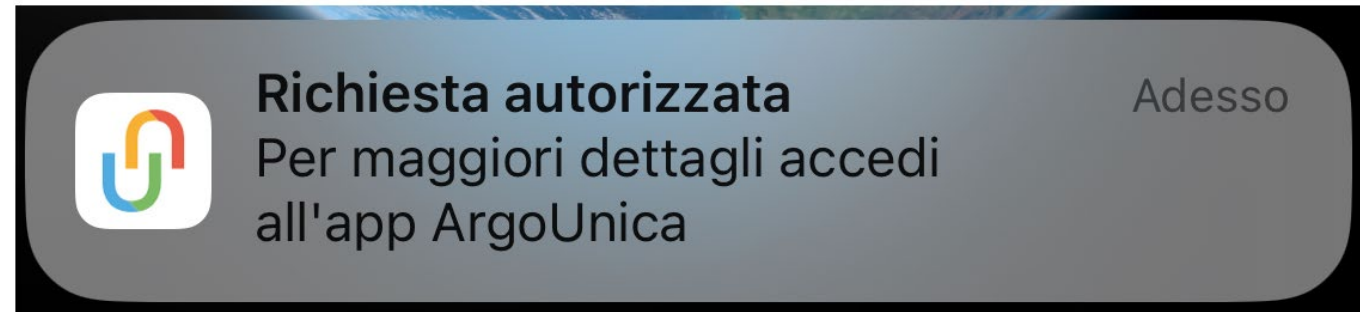 Richiesta autorizzata
Adesso
Per maggiori dettagli accedi
all'app ArgoUnica